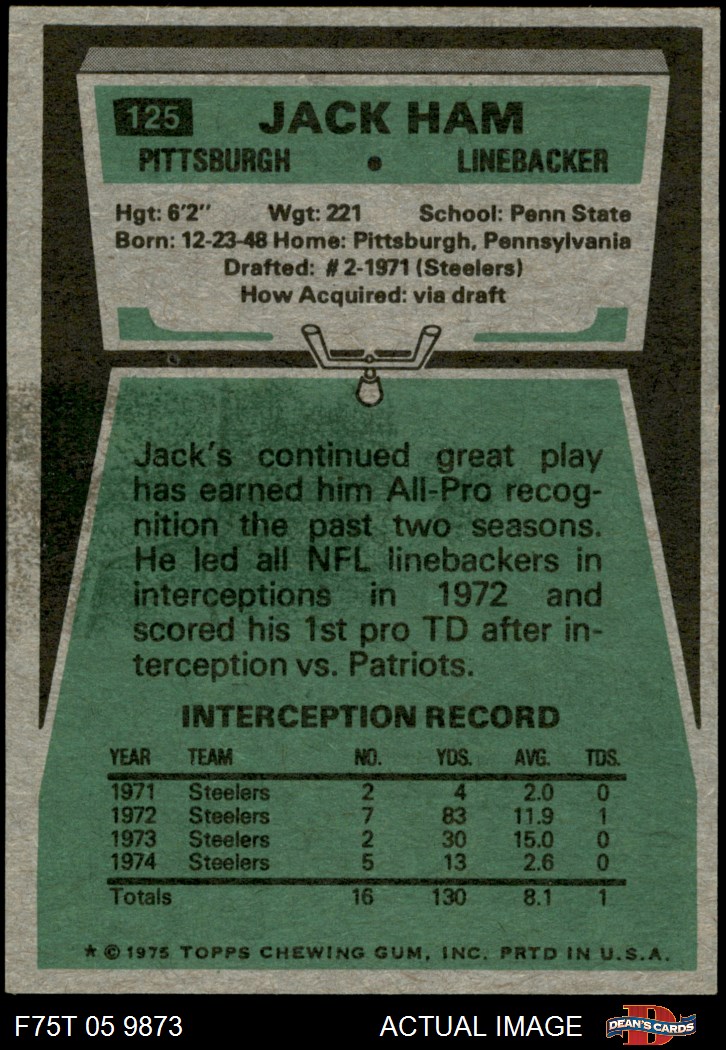 125 JACK HAM
PITTSBURGH • LINEBACKER
Hgt: 6'2" Wgt: 221 School: Penn State
Born: 12-23-48 Home: Pittsburgh, Pennsylvania
Drafted: #2-1971 (Steelers)
How Acquired: via draft
Jack's continued great play
has earned him All-Pro recog-
nition the past two seasons.
He led all NFL linebackers in
interceptions in 1972 and
scored his 1st pro TD after in-
terception vs. Patriots.
INTERCEPTION RECORD
YEAR TEAM NO. YDS. AVG. TDS.
1971 Steelers 2 4 2.0 0
1972 Steelers 7 83 11.9 1
1973 Steelers 2 30 15.0 0
1974 Steelers 5 13 2.6 0
Totals 16 130 8.1 1
★ © 1975 TOPPS CHEWING GUM, INC. PRTD IN U.S.A.
F75T 05 9873 ACTUAL IMAGE D DEAN'S CARDS